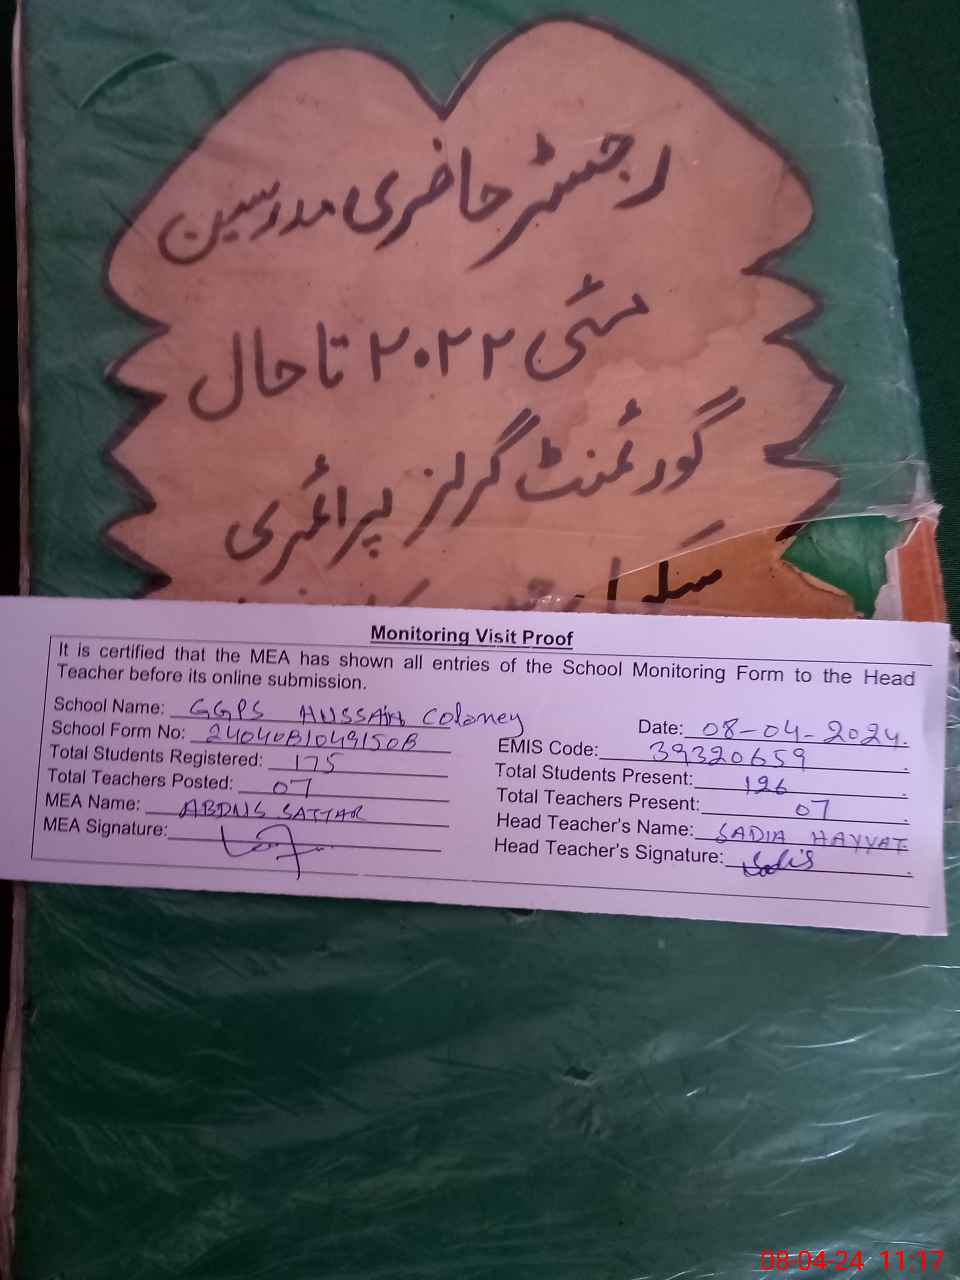 رجسٹر حاضری مدرسین
مئی ۲۰۲۲ تا حال
گورنمنٹ گرلز پرائمری
Monitoring Visit Proof
It is certified that the MEA has shown all entries of the School Monitoring Form to the Head
Teacher before its online submission.
School Name: GGPS HUSSAIN Coloney
Date: 08-04-2024.
School Form No: 24040B1049150B
EMIS Code: 39320659
Total Students Registered: 175
Total Students Present: 126
Total Teachers Posted: 07
Total Teachers Present: 07
MEA Name: ABDUS SATTAR
Head Teacher's Name: SADIA HAYYAT
MEA Signature:
Head Teacher's Signature:
08-04-24 11:17